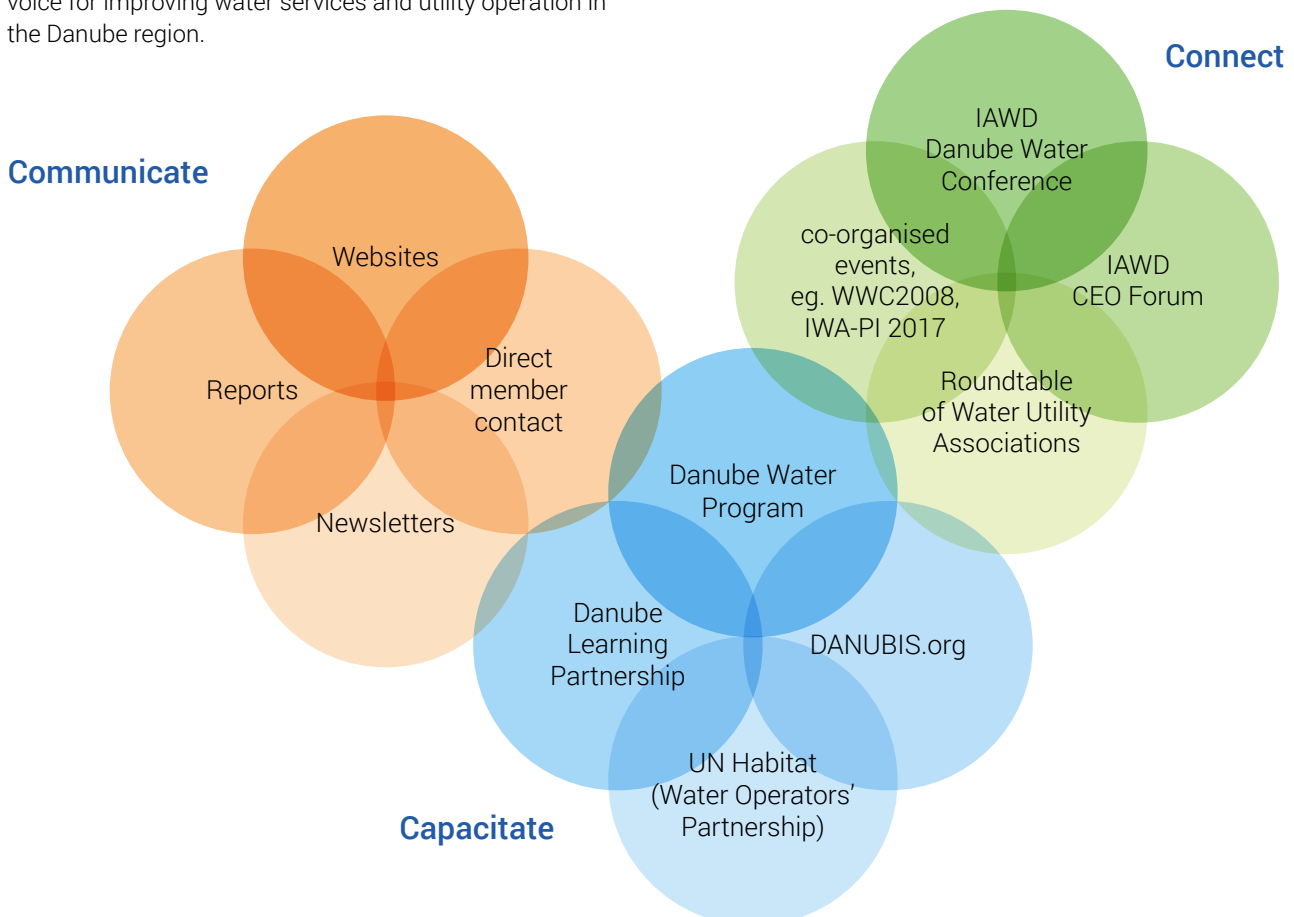 voice for improving water services and utility operation in
the Danube region.
Connect
IAWD
Danube Water
Conference
co-organised
events,
eg. WWC2008,
IWA-PI 2017
IAWD
CEO Forum
Roundtable
of Water Utility
Associations
Communicate
Websites
Reports
Direct
member
contact
Newsletters
Danube Water
Program
Danube
Learning
Partnership
DANUBIS.org
UN Habitat
(Water Operators’
Partnership)
Capacitate